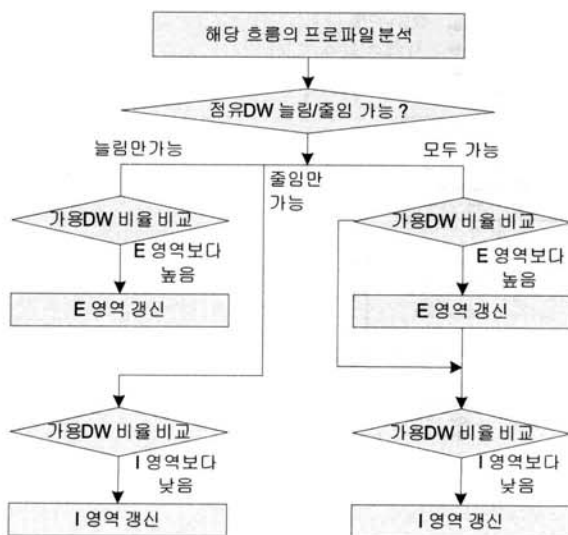 해당 흐름의 프로파일 분석
점유DW 늘림/줄임 가능 ?
늘림만가능
줄임만
가능
모두 가능
가용DW 비율 비교
E 영역보다
높음
E 영역 갱신
가용DW 비율 비교
E 영역보다
높음
E 영역 갱신
가용DW 비율 비교
I 영역보다
낮음
I 영역 갱신
가용DW 비율 비교
I 영역보다
낮음
I 영역 갱신